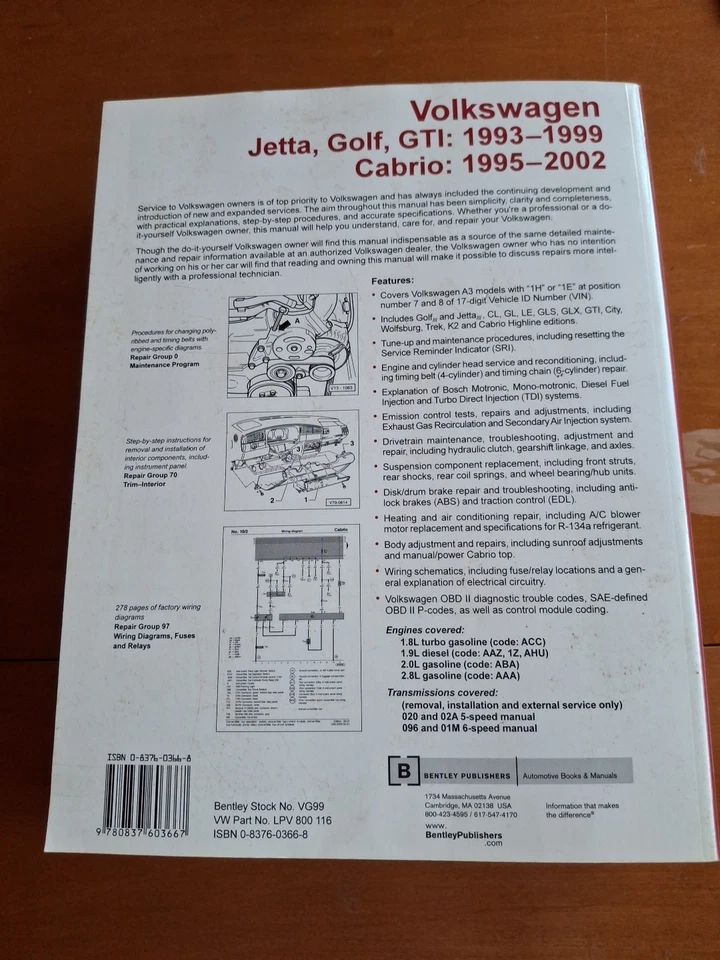 Volkswagen
Jetta, Golf, GTI: 1993–1999
Cabrio: 1995–2002
Service to Volkswagen owners is of top priority to Volkswagen and has always included the continuing development and
introduction of new and expanded services. The aim throughout this manual has been simplicity, clarity and completeness,
with practical explanations, step-by-step procedures, and accurate specifications. Whether you're a professional or a do-
it-yourself Volkswagen owner, this manual will help you understand, care for, and repair your Volkswagen.
Though the do-it-yourself Volkswagen owner will find this manual indispensable as a source of the same detailed mainte-
nance and repair information available at an authorized Volkswagen dealer, the Volkswagen owner who has no intention
of working on his or her car will find that reading and owning this manual will make it possible to discuss repairs more intel-
ligently with a professional technician.
Procedures for changing poly-
ribbed and timing belts with
engine-specific diagrams.
Repair Group 0
Maintenance Program
A
V13-1083
Step-by-step instructions for
removal and installation of
interior components, includ-
ing instrument panel.
Repair Group 70
Trim–Interior
3
3
2
1
V70-0614
278 pages of factory wiring
diagrams
Repair Group 97
Wiring Diagrams, Fuses
and Relays
No. 10/2
Wiring diagram
Cabrio
Features:
• Covers Volkswagen A3 models with "1H" or "1E" at position
number 7 and 8 of 17-digit Vehicle ID Number (VIN).
• Includes Golf III and Jetta III, CL, GL, LE, GLS, GLX, GTI, City,
Wolfsburg, Trek, K2 and Cabrio Highline editions.
• Tune-up and maintenance procedures, including resetting the
Service Reminder Indicator (SRI).
• Engine and cylinder head service and reconditioning, includ-
ing timing belt (4-cylinder) and timing chain (6-cylinder) repair.
• Explanation of Bosch Motronic, Mono-motronic, Diesel Fuel
Injection and Turbo Direct Injection (TDI) systems.
• Emission control tests, repairs and adjustments, including
Exhaust Gas Recirculation and Secondary Air Injection system.
• Drivetrain maintenance, troubleshooting, adjustment and
repair, including hydraulic clutch, gearshift linkage, and axles.
• Suspension component replacement, including front struts,
rear shocks, rear coil springs, and wheel bearing/hub units.
• Disk/drum brake repair and troubleshooting, including anti-
lock brakes (ABS) and traction control (EDL).
• Heating and air conditioning repair, including A/C blower
motor replacement and specifications for R-134a refrigerant.
• Body adjustment and repairs, including sunroof adjustments
and manual/power Cabrio top.
• Wiring schematics, including fuse/relay locations and a gen-
eral explanation of electrical circuitry.
• Volkswagen OBD II diagnostic trouble codes, SAE-defined
OBD II P-codes, as well as control module coding.
Engines covered:
1.8L turbo gasoline (code: ACC)
1.9L diesel (code: AAZ, 1Z, AHU)
2.0L gasoline (code: ABA)
2.8L gasoline (code: AAA)
Transmissions covered:
(removal, installation and external service only)
020 and 02A 5-speed manual
096 and 01M 6-speed manual
ISBN 0-8376-0366-8
9 780837 603667
Bentley Stock No. VG99
VW Part No. LPV 800 116
ISBN 0-8376-0366-8
B
BENTLEY PUBLISHERS
Automotive Books & Manuals
1734 Massachusetts Avenue
Cambridge, MA 02138 USA
800-423-4595 / 617-547-4170
Information that makes
the difference®
www.
BentleyPublishers
.com